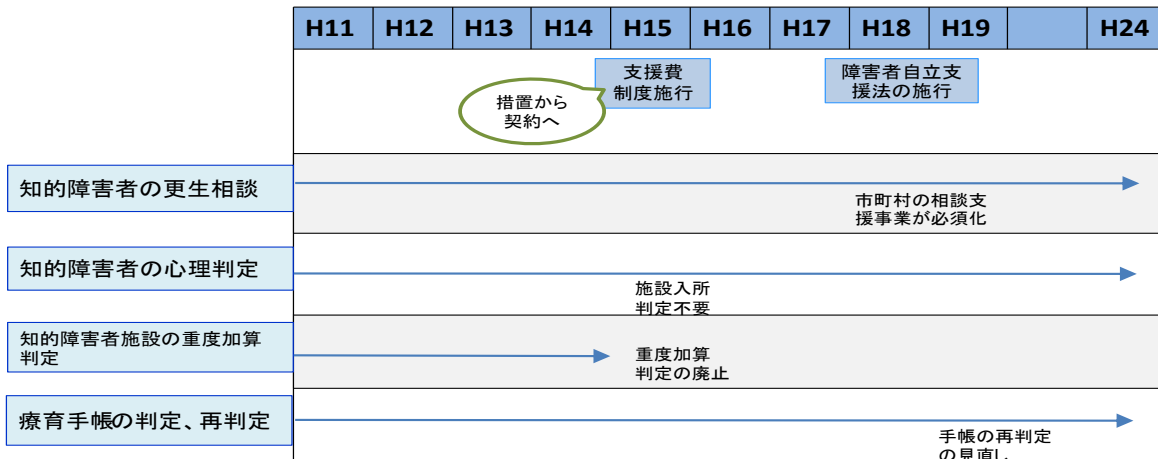 H11 H12 H13 H14 H15 H16 H17 H18 H19 H24
支援費
制度施行
障害者自立支
援法の施行
措置から
契約へ
知的障害者の更生相談
市町村の相談支
援事業が必須化
知的障害者の心理判定
施設入所
判定不要
知的障害者施設の重度加算
判定
重度加算
判定の廃止
療育手帳の判定、再判定
手帳の再判定
の見直し